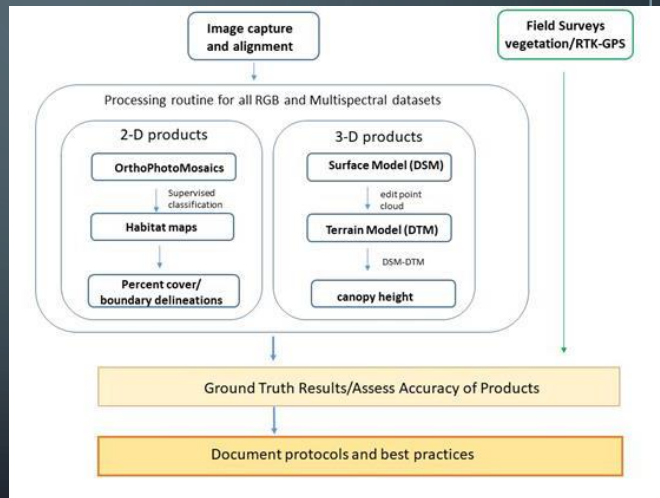 Image capture
and alignment
Field Surveys
vegetation/RTK-GPS
Processing routine for all RGB and Multispectral datasets
2-D products
OrthoPhotoMosaics
Supervised
classification
Habitat maps
Percent cover/
boundary delineations
3-D products
Surface Model (DSM)
edit point
cloud
Terrain Model (DTM)
DSM-DTM
canopy height
Ground Truth Results/Assess Accuracy of Products
Document protocols and best practices